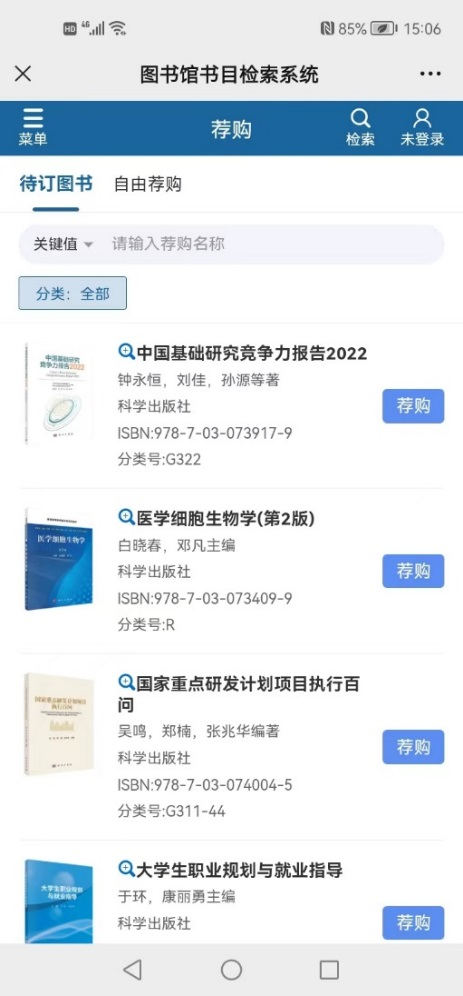 HD 4G 85% 15:06
图书馆书目检索系统
菜单 荐购 检索 未登录
待订图书 自由荐购
关键值 请输入荐购名称
分类：全部
中国基础研究
竞争力报告2022
中国基础研究竞争力报告2022
钟永恒，刘佳，孙源等著
科学出版社
荐购
ISBN:978-7-03-073917-9
分类号:G322
医学细胞生物学
医学细胞生物学(第2版)
白晓春，邓凡主编
科学出版社
荐购
ISBN:978-7-03-073409-9
分类号:R
国家重点研发计划项目
执行百问
国家重点研发计划项目执行百
问
吴鸣，郑楠，张兆华编著
荐购
科学出版社
ISBN:978-7-03-074004-5
分类号:G311-44
大学生职业规划
与就业指导
大学生职业规划与就业指导
于环，康丽勇主编
科学出版社
荐购